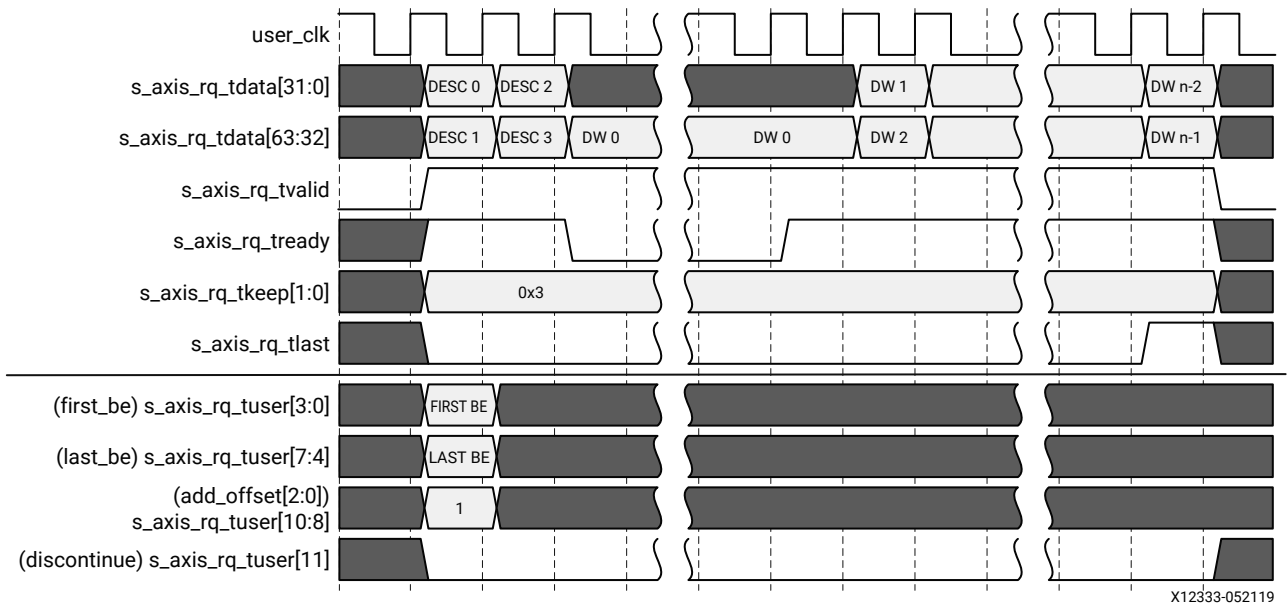 user_clk
s_axis_rq_tdata[31:0] DESC 0 DESC 2 DW 1 DW n-2
s_axis_rq_tdata[63:32] DESC 1 DESC 3 DW 0 DW 0 DW 2 DW n-1
s_axis_rq_tvalid
s_axis_rq_tready
s_axis_rq_tkeep[1:0] 0x3
s_axis_rq_tlast
(first_be) s_axis_rq_tuser[3:0] FIRST BE
(last_be) s_axis_rq_tuser[7:4] LAST BE
(add_offset[2:0])
s_axis_rq_tuser[10:8] 1
(discontinue) s_axis_rq_tuser[11]
X12333-052119